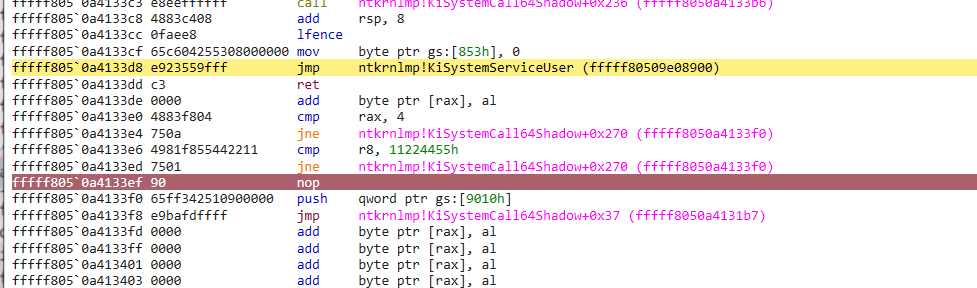 fffff805`0a4133c3 e8eeffffff call ntkrnlmp!KiSystemCall64Shadow+0x236 (fffff8050a4133b6)
fffff805`0a4133c8 4883c408 add rsp, 8
fffff805`0a4133cc 0faee8 lfence
fffff805`0a4133cf 65c604255308000000 mov byte ptr gs:[853h], 0
fffff805`0a4133d8 e923559fff jmp ntkrnlmp!KiSystemServiceUser (fffff80509e08900)
fffff805`0a4133dd c3 ret
fffff805`0a4133de 0000 add byte ptr [rax], al
fffff805`0a4133e0 4883f804 cmp rax, 4
fffff805`0a4133e4 750a jne ntkrnlmp!KiSystemCall64Shadow+0x270 (fffff8050a4133f0)
fffff805`0a4133e6 4981f855442211 cmp r8, 11224455h
fffff805`0a4133ed 7501 jne ntkrnlmp!KiSystemCall64Shadow+0x270 (fffff8050a4133f0)
fffff805`0a4133ef 90 nop
fffff805`0a4133f0 65ff342510900000 push qword ptr gs:[9010h]
fffff805`0a4133f8 e9bafdffff jmp ntkrnlmp!KiSystemCall64Shadow+0x37 (fffff8050a4131b7)
fffff805`0a4133fd 0000 add byte ptr [rax], al
fffff805`0a4133ff 0000 add byte ptr [rax], al
fffff805`0a413401 0000 add byte ptr [rax], al
fffff805`0a413403 0000 add byte ptr [rax], al